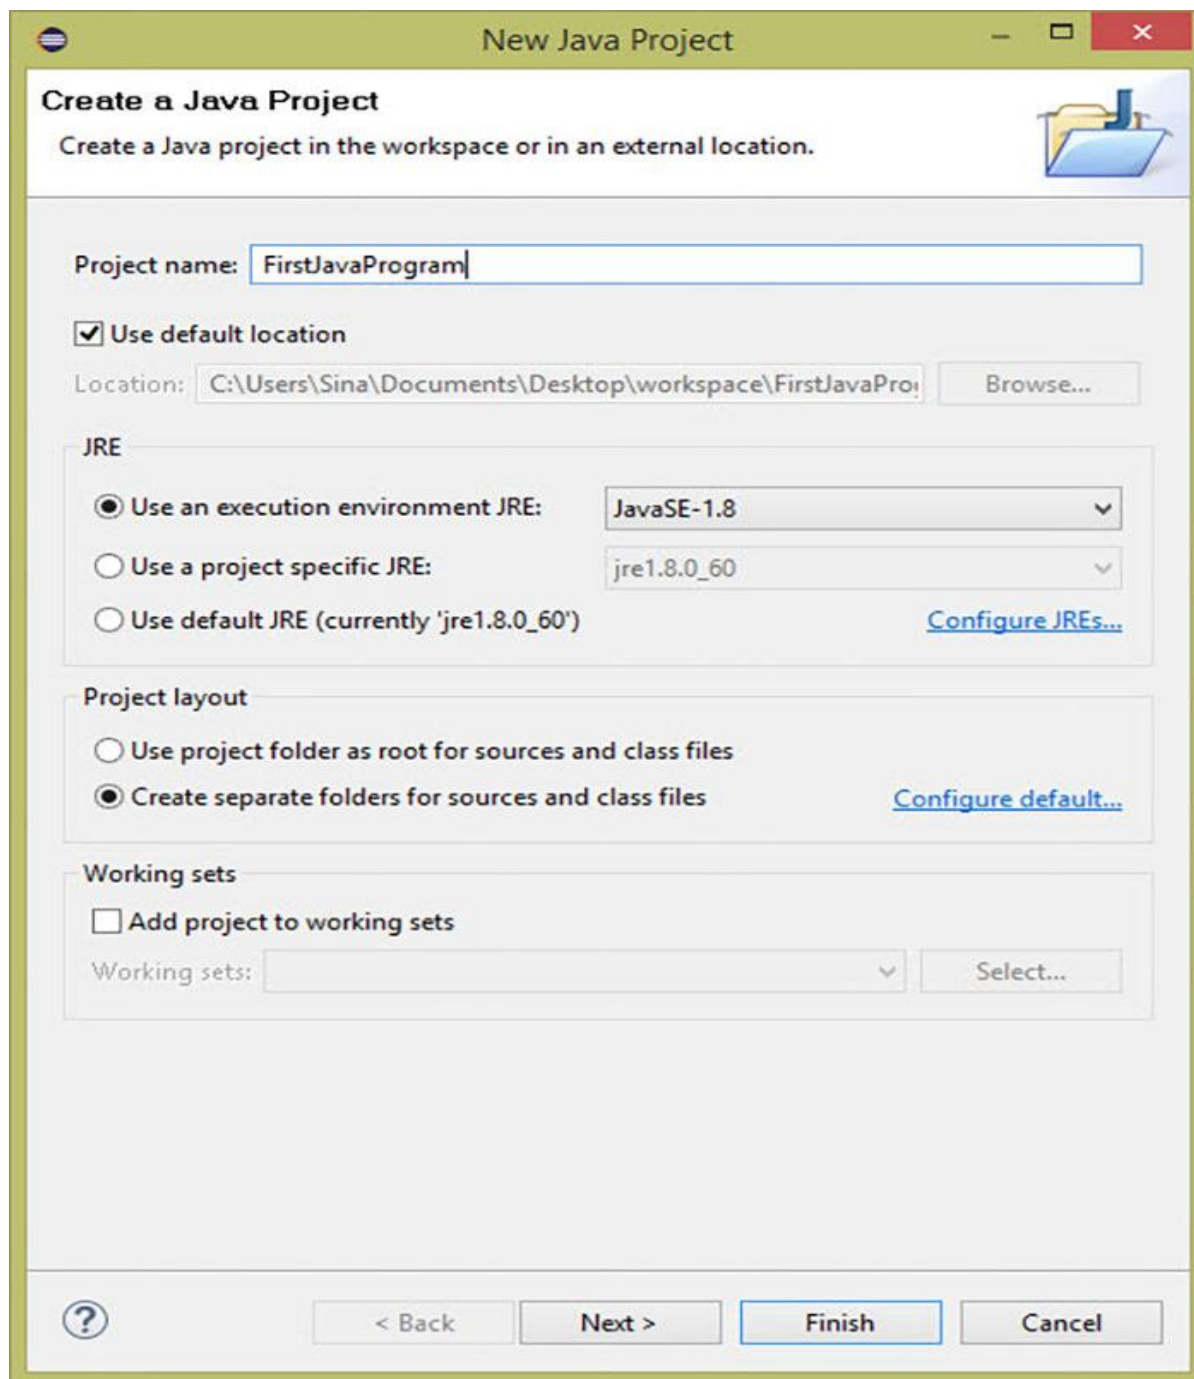 New Java Project
Create a Java Project
Create a Java project in the workspace or in an external location.
Project name: FirstJavaProgram
Use default location
Location: C:\Users\Sina\Documents\Desktop\workspace\FirstJavaPro Browse...
JRE
Use an execution environment JRE: JavaSE-1.8
Use a project specific JRE: jre1.8.0_60
Use default JRE (currently 'jre1.8.0_60') Configure JREs...
Project layout
Use project folder as root for sources and class files
Create separate folders for sources and class files Configure default...
Working sets
Add project to working sets
Working sets: Select...
? < Back Next > Finish Cancel